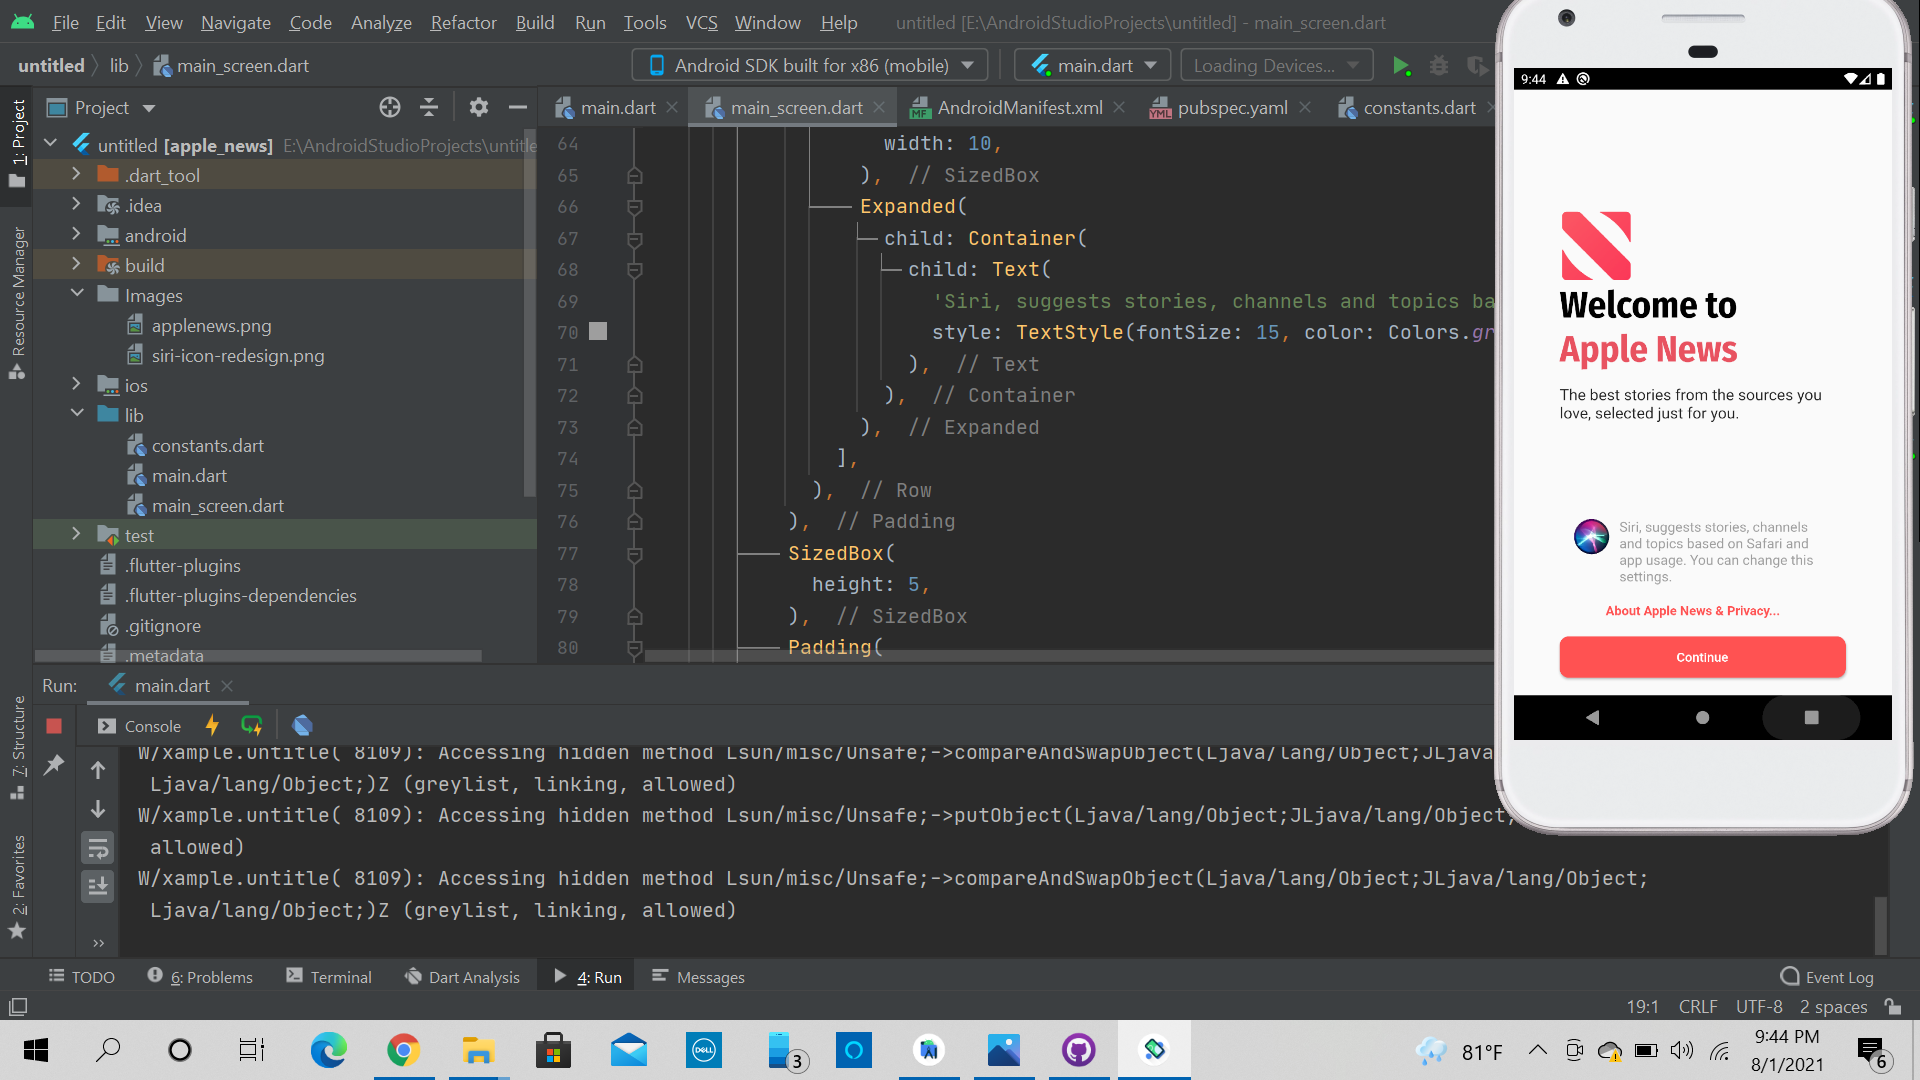 File Edit View Navigate Code Analyze Refactor Build Run Tools VCS Window Help untitled [E:\AndroidStudioProjects\untitled] - main_screen.dart
untitled lib main_screen.dart Android SDK built for x86 (mobile) main.dart Loading Devices...
Project
main.dart main_screen.dart AndroidManifest.xml pubspec.yaml constants.dart
1: Project
Resource Manager
7: Structure
2: Favorites
untitled [apple_news] E:\AndroidStudioProjects\untitle
.dart_tool
.idea
android
build
Images
applenews.png
siri-icon-redesign.png
ios
lib
constants.dart
main.dart
main_screen.dart
test
.flutter-plugins
.flutter-plugins-dependencies
.gitignore
.metadata
64 width: 10,
65 ), // SizedBox
66 Expanded(
67 child: Container(
68 child: Text(
69 'Siri, suggests stories, channels and topics ba
70 style: TextStyle(fontSize: 15, color: Colors.gr
71 ), // Text
72 ), // Container
73 ), // Expanded
74 ],
75 ), // Row
76 ), // Padding
77 SizedBox(
78 height: 5,
79 ), // SizedBox
80 Padding(
9:44
Welcome to
Apple News
The best stories from the sources you
love, selected just for you.
Siri, suggests stories, channels
and topics based on Safari and
app usage. You can change this
settings.
About Apple News & Privacy...
Continue
Run: main.dart
Console
W/xample.untitle( 8109): Accessing hidden method Lsun/misc/Unsafe;->compareAndSwapObject(Ljava/lang/Object;JLjava
Ljava/lang/Object;)Z (greylist, linking, allowed)
W/xample.untitle( 8109): Accessing hidden method Lsun/misc/Unsafe;->putObject(Ljava/lang/Object;JLjava/lang/Object;
allowed)
W/xample.untitle( 8109): Accessing hidden method Lsun/misc/Unsafe;->compareAndSwapObject(Ljava/lang/Object;JLjava/lang/Object;
Ljava/lang/Object;)Z (greylist, linking, allowed)
TODO 6: Problems Terminal Dart Analysis 4: Run Messages Event Log
19:1 CRLF UTF-8 2 spaces
DELL
3
81°F
9:44 PM
8/1/2021
6